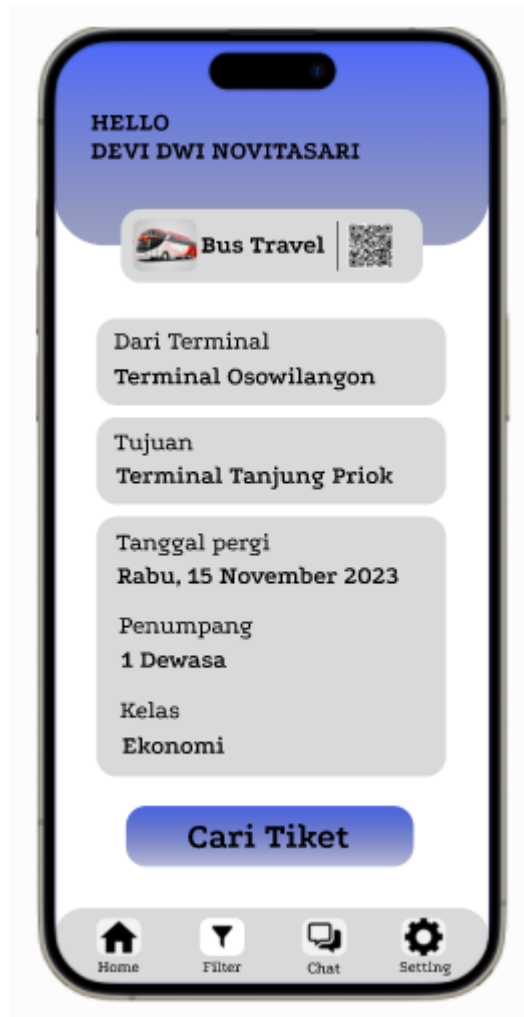 HELLO
DEVI DWI NOVITASARI
Bus Travel
Dari Terminal
Terminal Osowilangon
Tujuan
Terminal Tanjung Priok
Tanggal pergi
Rabu, 15 November 2023
Penumpang
1 Dewasa
Kelas
Ekonomi
Cari Tiket
Home Filter Chat Setting